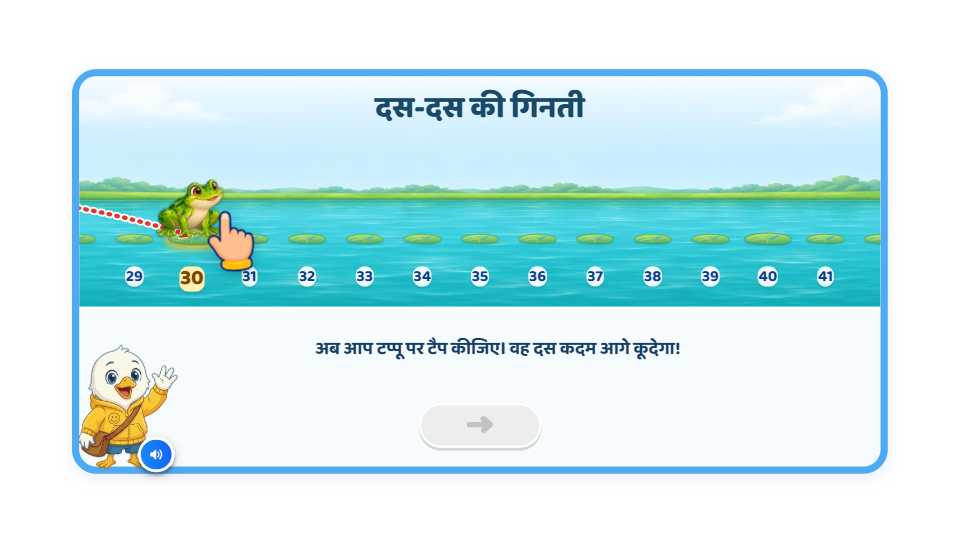 दस-दस की गिनती
29 30 31 32 33 34 35 36 37 38 39 40 41
अब आप टप्पू पर टैप कीजिए। वह दस कदम आगे कूदेगा!